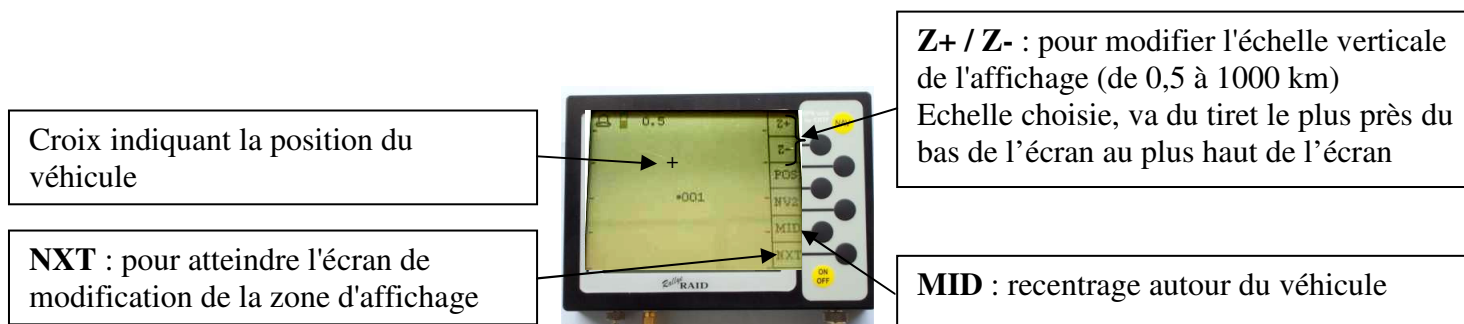 Z+ / Z- : pour modifier l'échelle verticale
de l'affichage (de 0,5 à 1000 km)
Echelle choisie, va du tiret le plus près du
bas de l’écran au plus haut de l’écran
Croix indiquant la position du
véhicule
NXT : pour atteindre l'écran de
modification de la zone d'affichage
MID : recentrage autour du véhicule
0.5
Z+
Z-
POS
+001
NV2
MID
NXT
ON
OFF
Rallye RAID